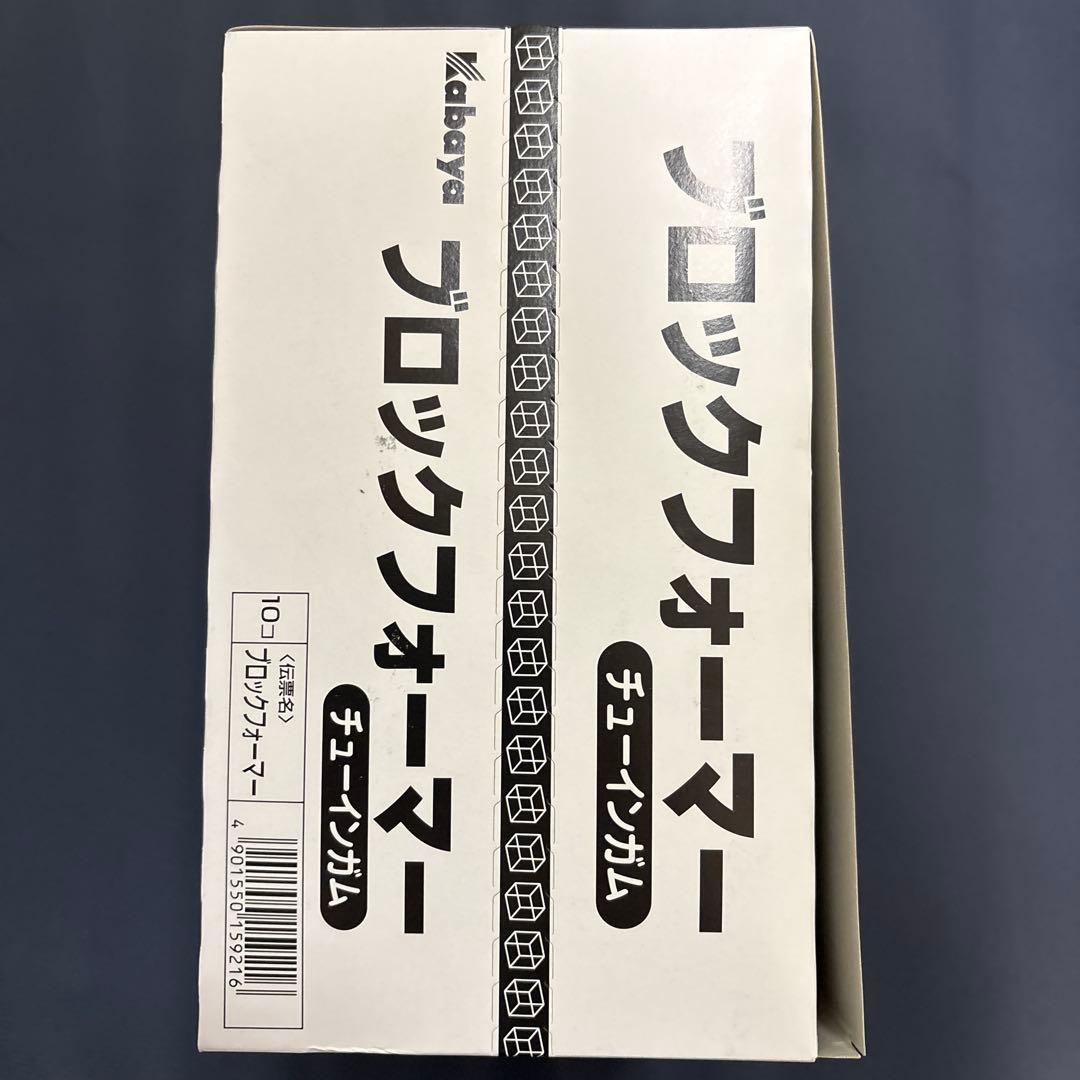 ブロックフォーマー
チューインガム
Kabaya
ブロックフォーマー
チューインガム
10コ
〈伝票名〉
ブロックフォーマー
4 901550 159216